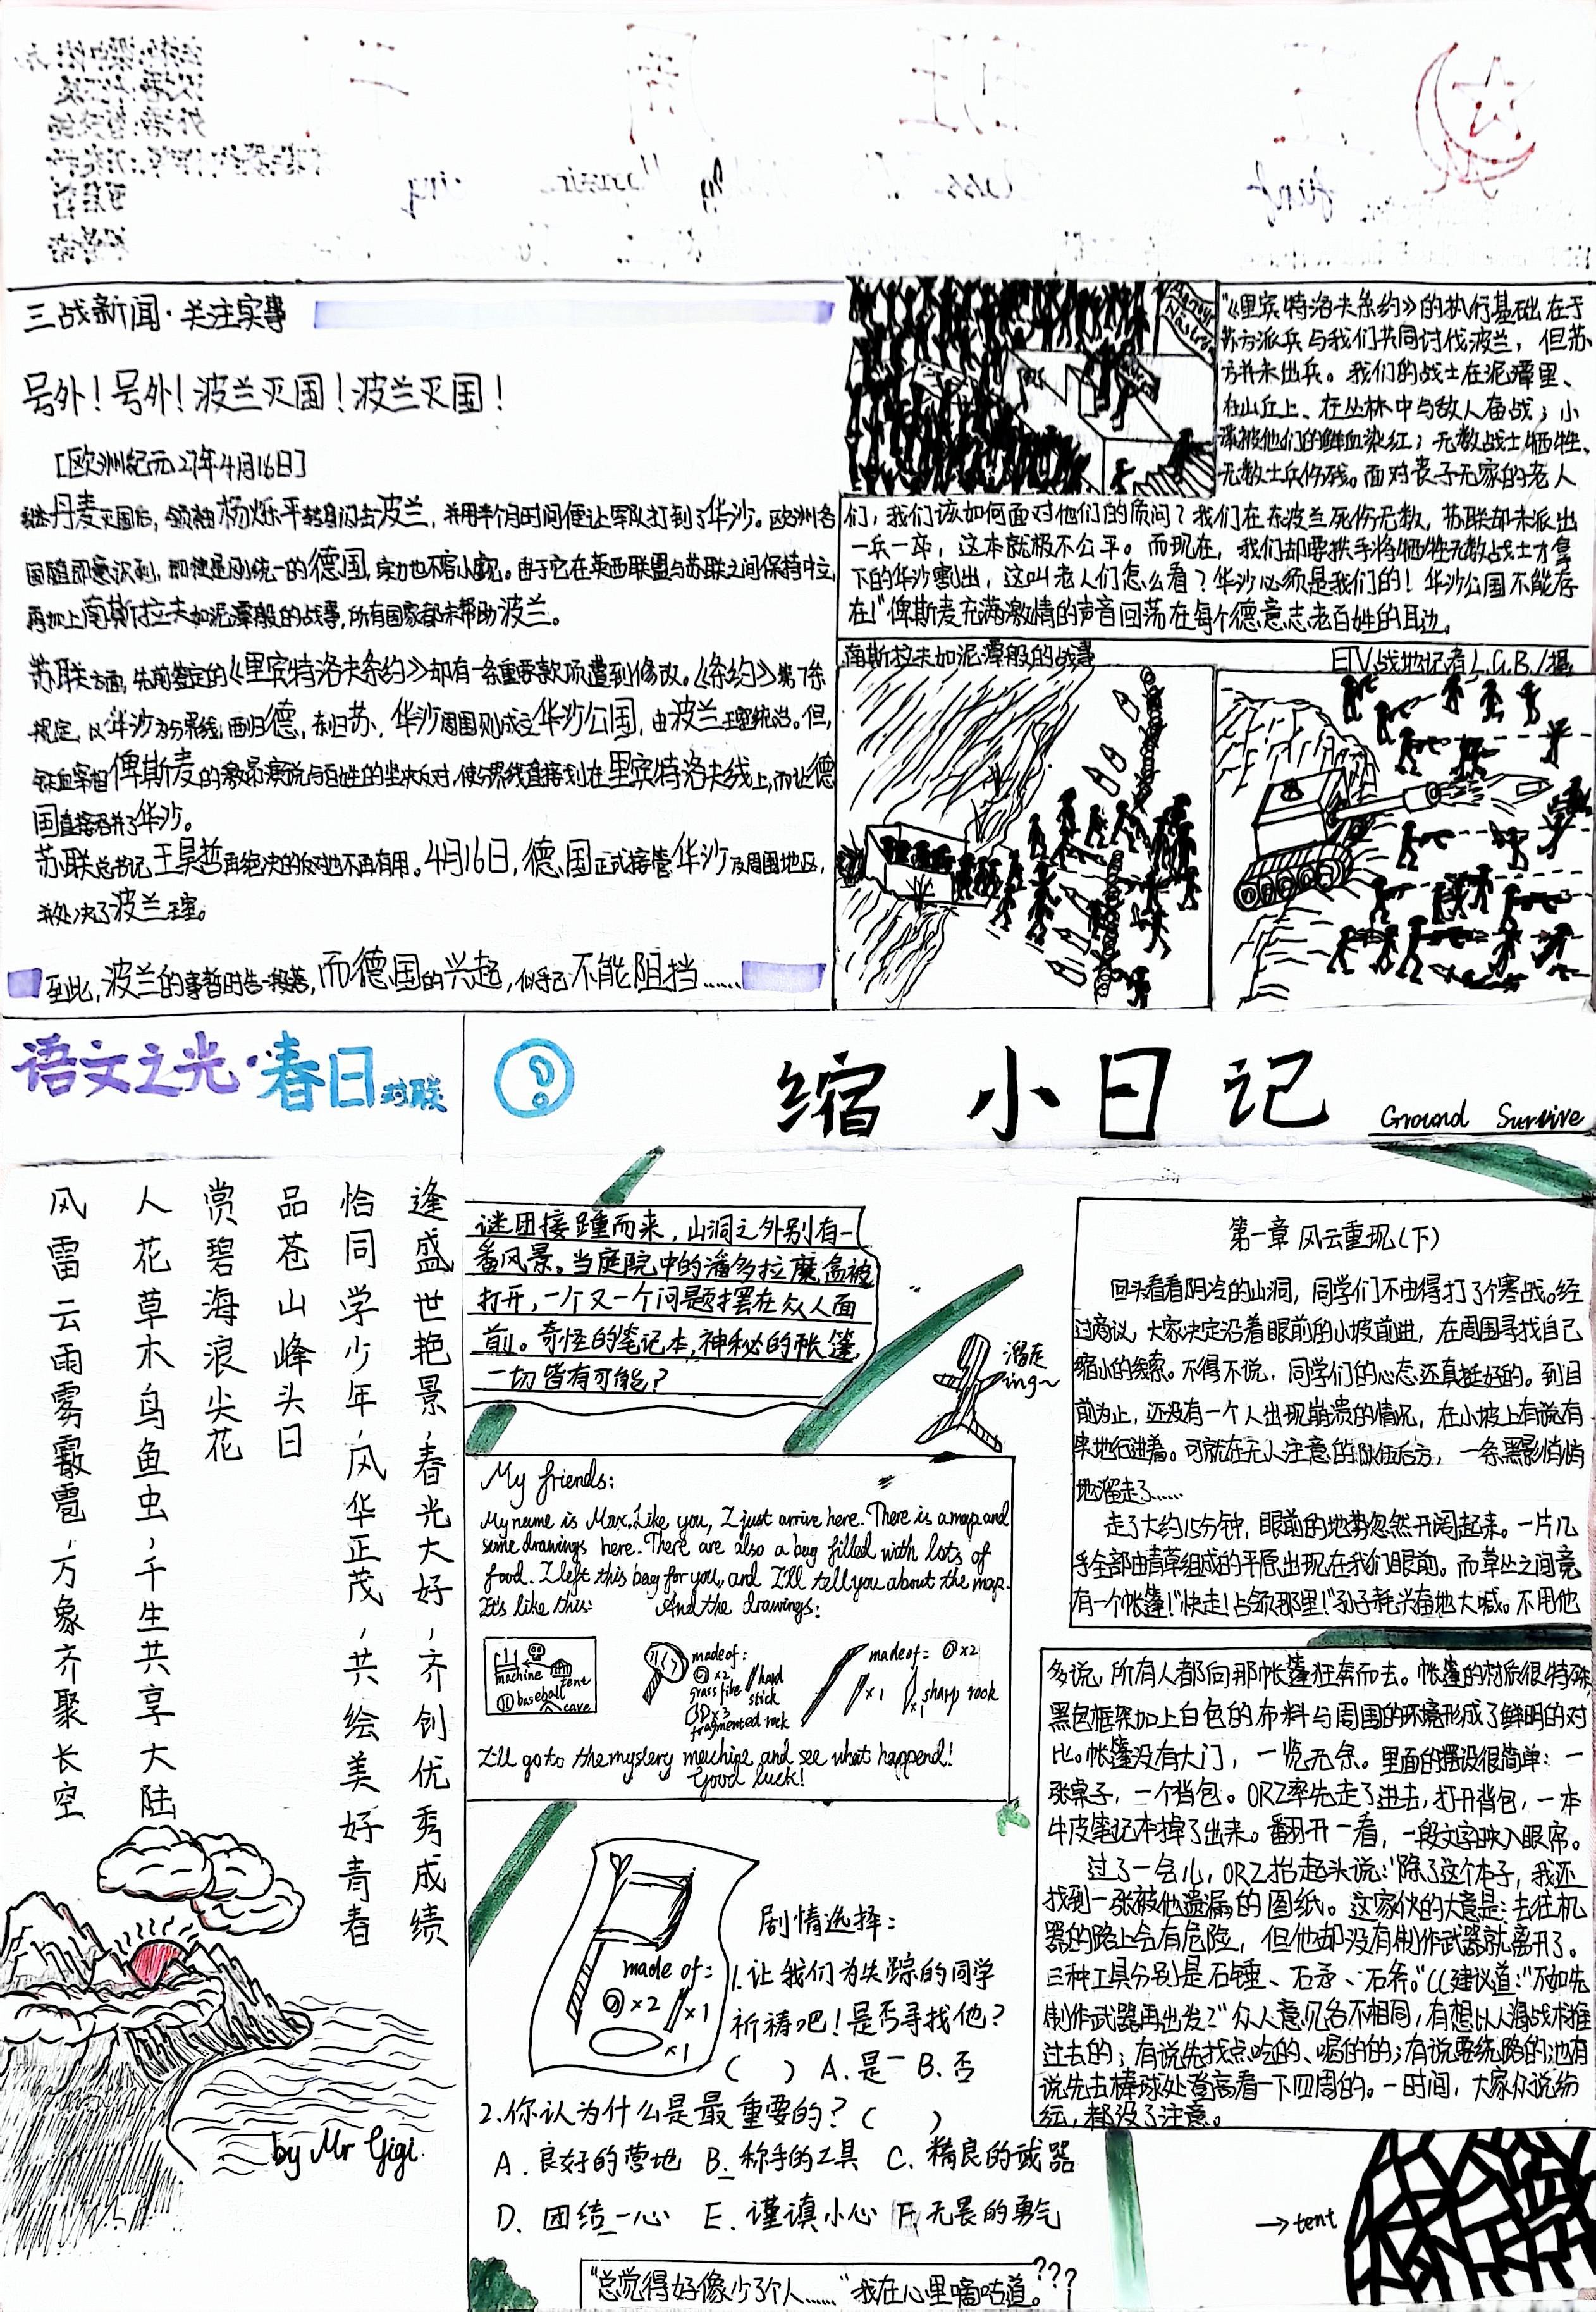 三战新闻·关注实事
号外！号外！波兰灭国！波兰灭国！
[欧洲纪元27年4月16日]
继丹麦灭国后，领袖杨烁平转身闪击波兰，并用半个月时间便让军队打到了华沙。欧洲各
国随即意识到，即使是刚统一的德国，实力也不容小觑。由于它在英西联盟与苏联之间保持中立，
再加上南斯拉夫如泥潭般的战事，所有国家都未帮助波兰。
苏联方面，先前签定的《里宾特洛夫条约》却有一条重要款项遭到修改。《条约》第7条
规定，以华沙为分界线，西归德，东归苏，华沙周围则成立华沙公国，由波兰王室统治。但，
铁血宰相俾斯麦的激昂演说与百姓的坚决反对，使分界线直接划在里宾特洛夫线上，而让德
国直接吞并了华沙。
苏联总书记王昊哲再绝决的反对也不再有用。4月16日，德国正式接管华沙及周围地区，
并处决了波兰王室。
至此，波兰的事暂时告一段落，而德国的兴起，似乎已不能阻挡……
"《里宾特洛夫条约》的执行基础在于
苏方派兵与我们共同讨伐波兰，但苏
方并未出兵。我们的战士在泥潭里、
在山丘上、在丛林中与敌人奋战；小
溪被他们的鲜血染红；无数战士牺牲、
无数士兵伤残。面对丧子无家的老人
们，我们该如何面对他们的质问？我们在东波兰死伤无数，苏联却未派出
一兵一卒，这本就极不公平。而现在，我们却要拱手将牺牲无数战士才拿
下的华沙割出，这叫老人们怎么看？华沙必须是我们的！华沙公国不能存
在！"俾斯麦充满激情的声音回荡在每个德意志老百姓的耳边。
南斯拉夫如泥潭般的战事
ETV战地记者L.G.B./摄
语文之光·春日对联
逢盛世艳景，春光大好，齐创优秀成绩
恰同学少年，风华正茂，共绘美好青春
品苍山峰头日
赏碧海浪尖花
人花草木鸟鱼虫，千生共享大陆
风雷云雨雾霰雹，万象齐聚长空
by Mr Gigi.
缩小日记
Ground Survive
谜团接踵而来，山洞之外别有一
番风景。当庭院中的潘多拉魔盒被
打开，一个又一个问题摆在众人面
前。奇怪的笔记本，神秘的帐篷，
一切皆有可能？
溜走
ing~
My friends:
My name is Max. Like you, I just arrive here. There is a map and
some drawings here. There are also a bag filled with lots of
food. I left this bag for you, and I'll tell you about the map.
It's like this: And the drawings:
machine
tent
baseball
cave
made of:
×2
grass fibe
hard
stick
×3
fragmented rock
made of: ×2
×1
×1 sharp rock
I'll go to the mystery machine and see what happend!
Good luck!
made of:
×2 ×1
×1
剧情选择：
1.让我们为失踪的同学
祈祷吧！是否寻找他？
( ) A.是 B.否
2.你认为什么是最重要的？( )
A.良好的营地 B.称手的工具 C.精良的武器
D.团结一心 E.谨慎小心 F.无畏的勇气
"总觉得好像少了个人……"我在心里嘀咕道。
???
第一章 风云重现(下)
回头看看阴冷的山洞，同学们不由得打了个寒战。经
过商议，大家决定沿着眼前的小坡前进，在周围寻找自己
缩小的线索。不得不说，同学们的心态还真挺好的。到目
前为止，还没有一个人出现崩溃的情况，在小坡上有说有
笑地行进着。可就在无人注意的队伍后方，一条黑影悄悄
地溜走了……
走了大约15分钟，眼前的地势忽然开阔起来。一片几
乎全部由青草组成的平原出现在我们眼前。而草丛之间竟
有一个帐篷！"快走！占领那里！"孙子耗兴奋地大喊。不用他
多说，所有人都向那帐篷狂奔而去。帐篷的材质很特殊，
黑色框架加上白色的布料与周围的环境形成了鲜明的对
比。帐篷没有大门，一览无余。里面的摆设很简单：一
张桌子，一个背包。ORZ率先走了进去，打开背包，一本
牛皮笔记本掉了出来。翻开一看，一段文字映入眼帘。
过了一会儿，ORZ抬起头说："除了这个本子，我还
找到一张被他遗漏的图纸。这家伙的大意是：去往机
器的路上会有危险，但他却没有制作武器就离开了。
三种工具分别是石锤、石矛、石斧。"CC建议道："不如先
制作武器再出发？"众人意见各不相同，有想以人海战术推
过去的；有说先找点吃的、喝的的；有说要绕路的；也有
说先去棒球处登高看一下四周的。一时间，大家众说纷
纭，都没了注意。
→tent